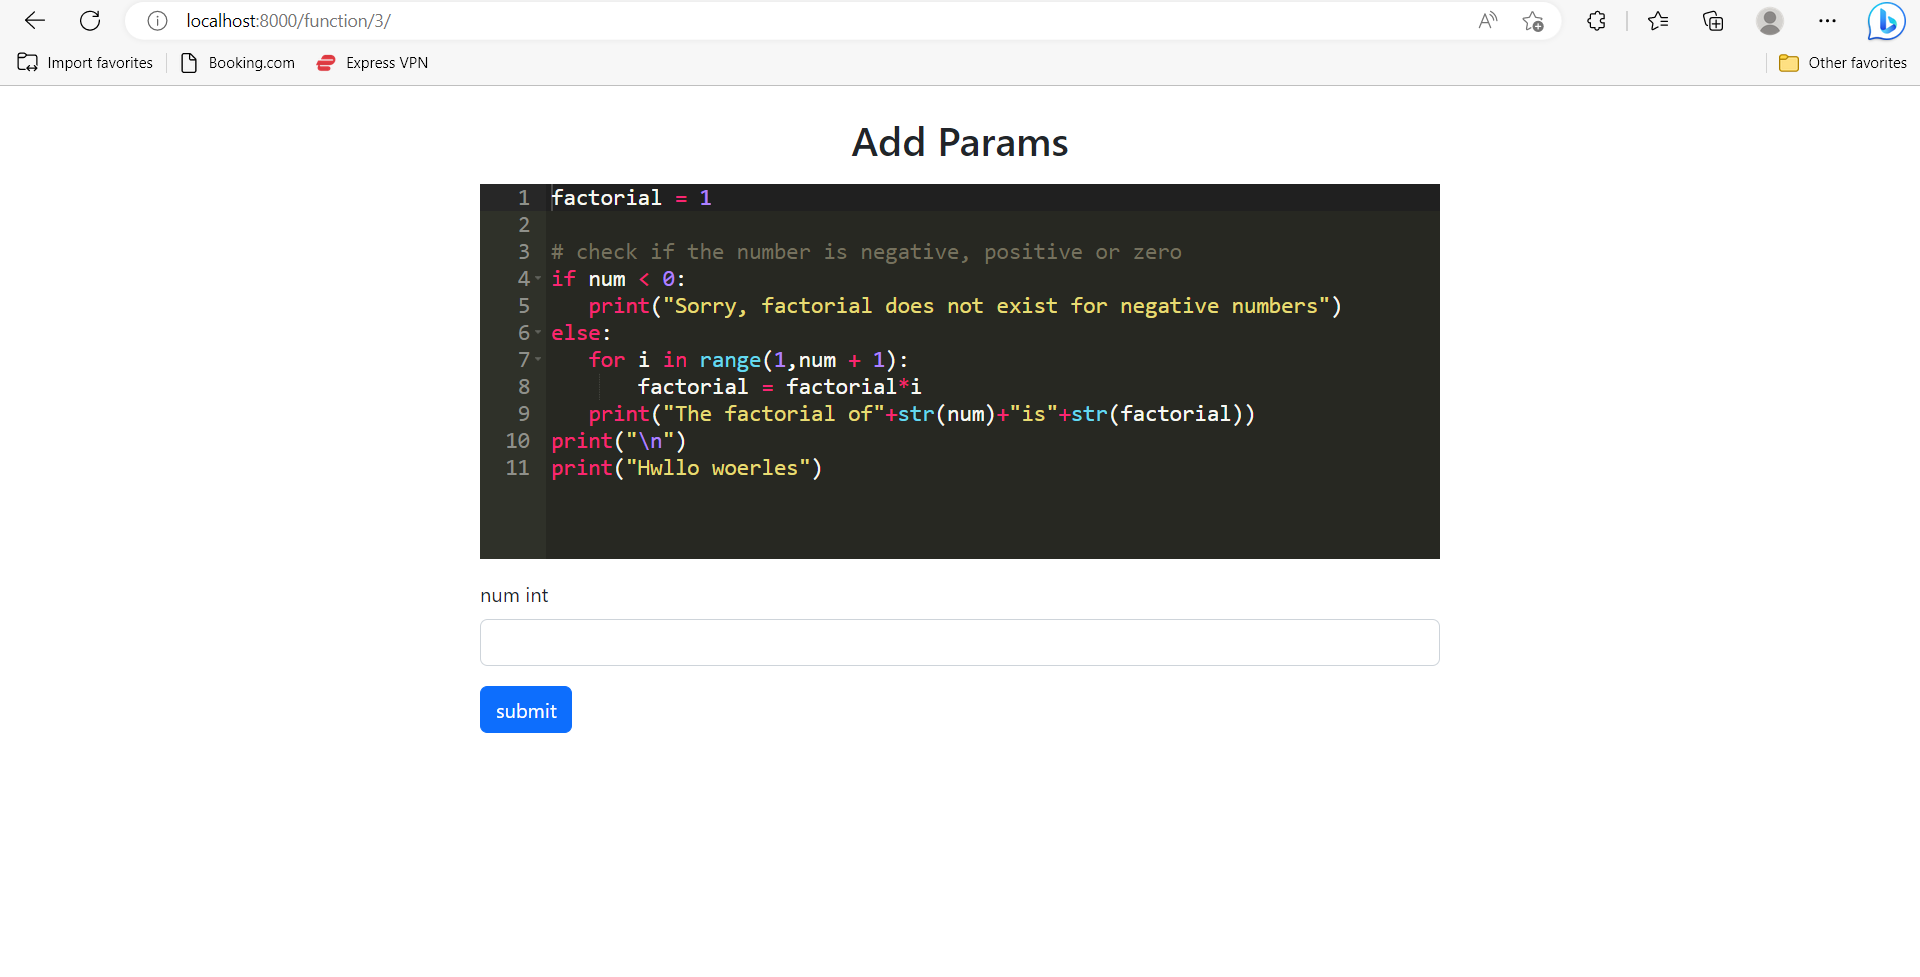 localhost:8000/function/3/
Import favorites Booking.com Express VPN Other favorites
Add Params
1 factorial = 1
2
3 # check if the number is negative, positive or zero
4 if num < 0:
5    print("Sorry, factorial does not exist for negative numbers")
6 else:
7    for i in range(1,num + 1):
8        factorial = factorial*i
9    print("The factorial of"+str(num)+"is"+str(factorial))
10 print("\n")
11 print("Hwllo woerles")
num int
submit